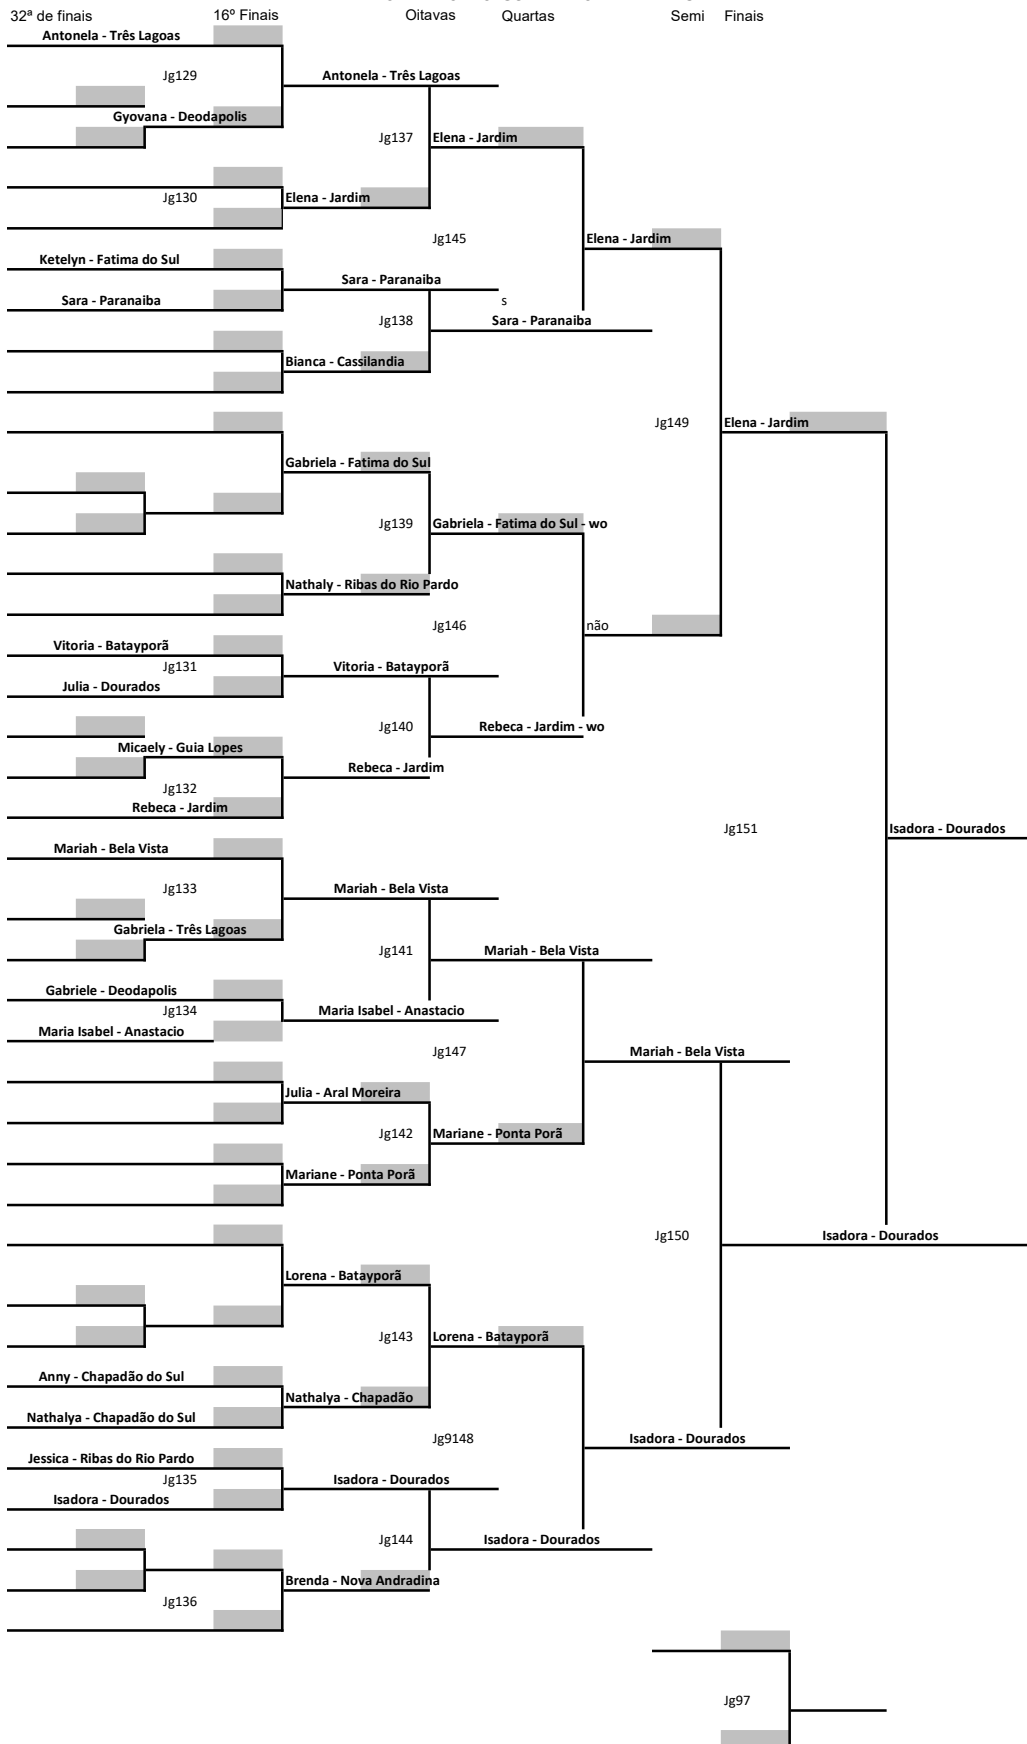 32ª de finais 16º Finais Oitavas Quartas Semi Finais
Antonela - Três Lagoas
Jg129 Antonela - Três Lagoas
Gyovana - Deodapolis
Jg137 Elena - Jardim
Jg130 Elena - Jardim
Jg145 Elena - Jardim
Ketelyn - Fatima do Sul
Sara - Paranaiba
Sara - Paranaiba s
Jg138 Sara - Paranaiba
Bianca - Cassilandia
Jg149 Elena - Jardim
Gabriela - Fatima do Sul
Jg139 Gabriela - Fatima do Sul - wo
Nathaly - Ribas do Rio Pardo
Jg146 não
Vitoria - Batayporã
Jg131 Vitoria - Batayporã
Julia - Dourados
Jg140 Rebeca - Jardim - wo
Micaely - Guia Lopes
Rebeca - Jardim
Jg132
Rebeca - Jardim
Jg151 Isadora - Dourados
Mariah - Bela Vista
Jg133 Mariah - Bela Vista
Gabriela - Três Lagoas
Jg141 Mariah - Bela Vista
Gabriele - Deodapolis
Jg134 Maria Isabel - Anastacio
Maria Isabel - Anastacio
Jg147 Mariah - Bela Vista
Julia - Aral Moreira
Jg142 Mariane - Ponta Porã
Mariane - Ponta Porã
Jg150 Isadora - Dourados
Lorena - Batayporã
Jg143 Lorena - Batayporã
Anny - Chapadão do Sul
Nathalya - Chapadão
Nathalya - Chapadão do Sul
Jg9148 Isadora - Dourados
Jessica - Ribas do Rio Pardo
Jg135 Isadora - Dourados
Isadora - Dourados
Jg144 Isadora - Dourados
Brenda - Nova Andradina
Jg136
Jg97